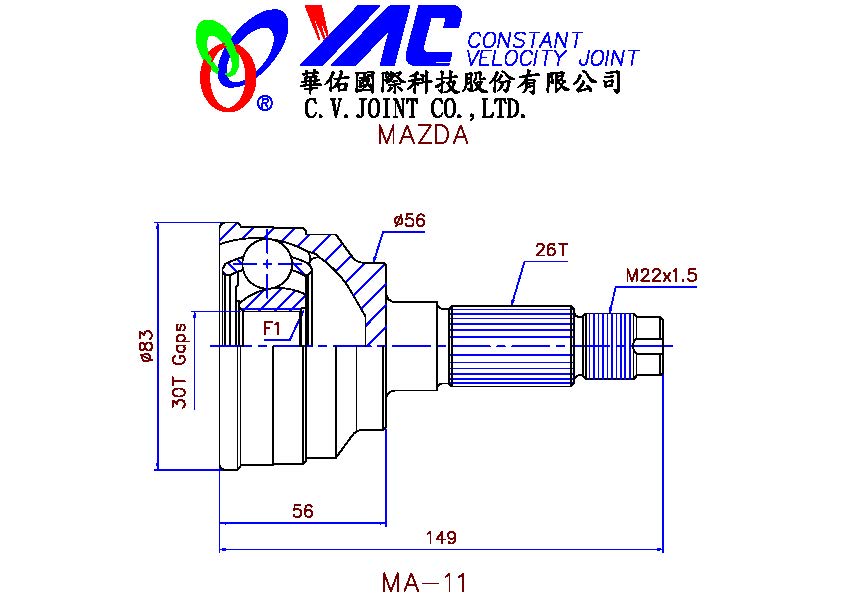 YAC CONSTANT
VELOCITY JOINT
®
華佑國際科技股份有限公司
C.V.JOINT CO.,LTD.
MAZDA
ø56
26T
M22x1.5
F1
ø83
30T Gaps
56
149
MA-11